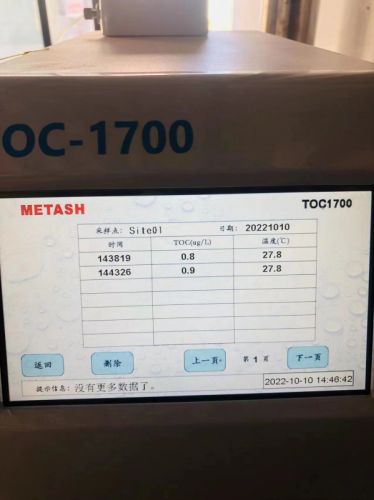 OC-1700
METASH TOC1700
采样点: Site01 日期: 20221010
时间 TOC(ug/L) 温度(℃)
143819 0.8 27.8
144326 0.9 27.8
返回 删除 上一页 第 1 页 下一页
提示信息: 没有更多数据了。 2022-10-10 14:46:42